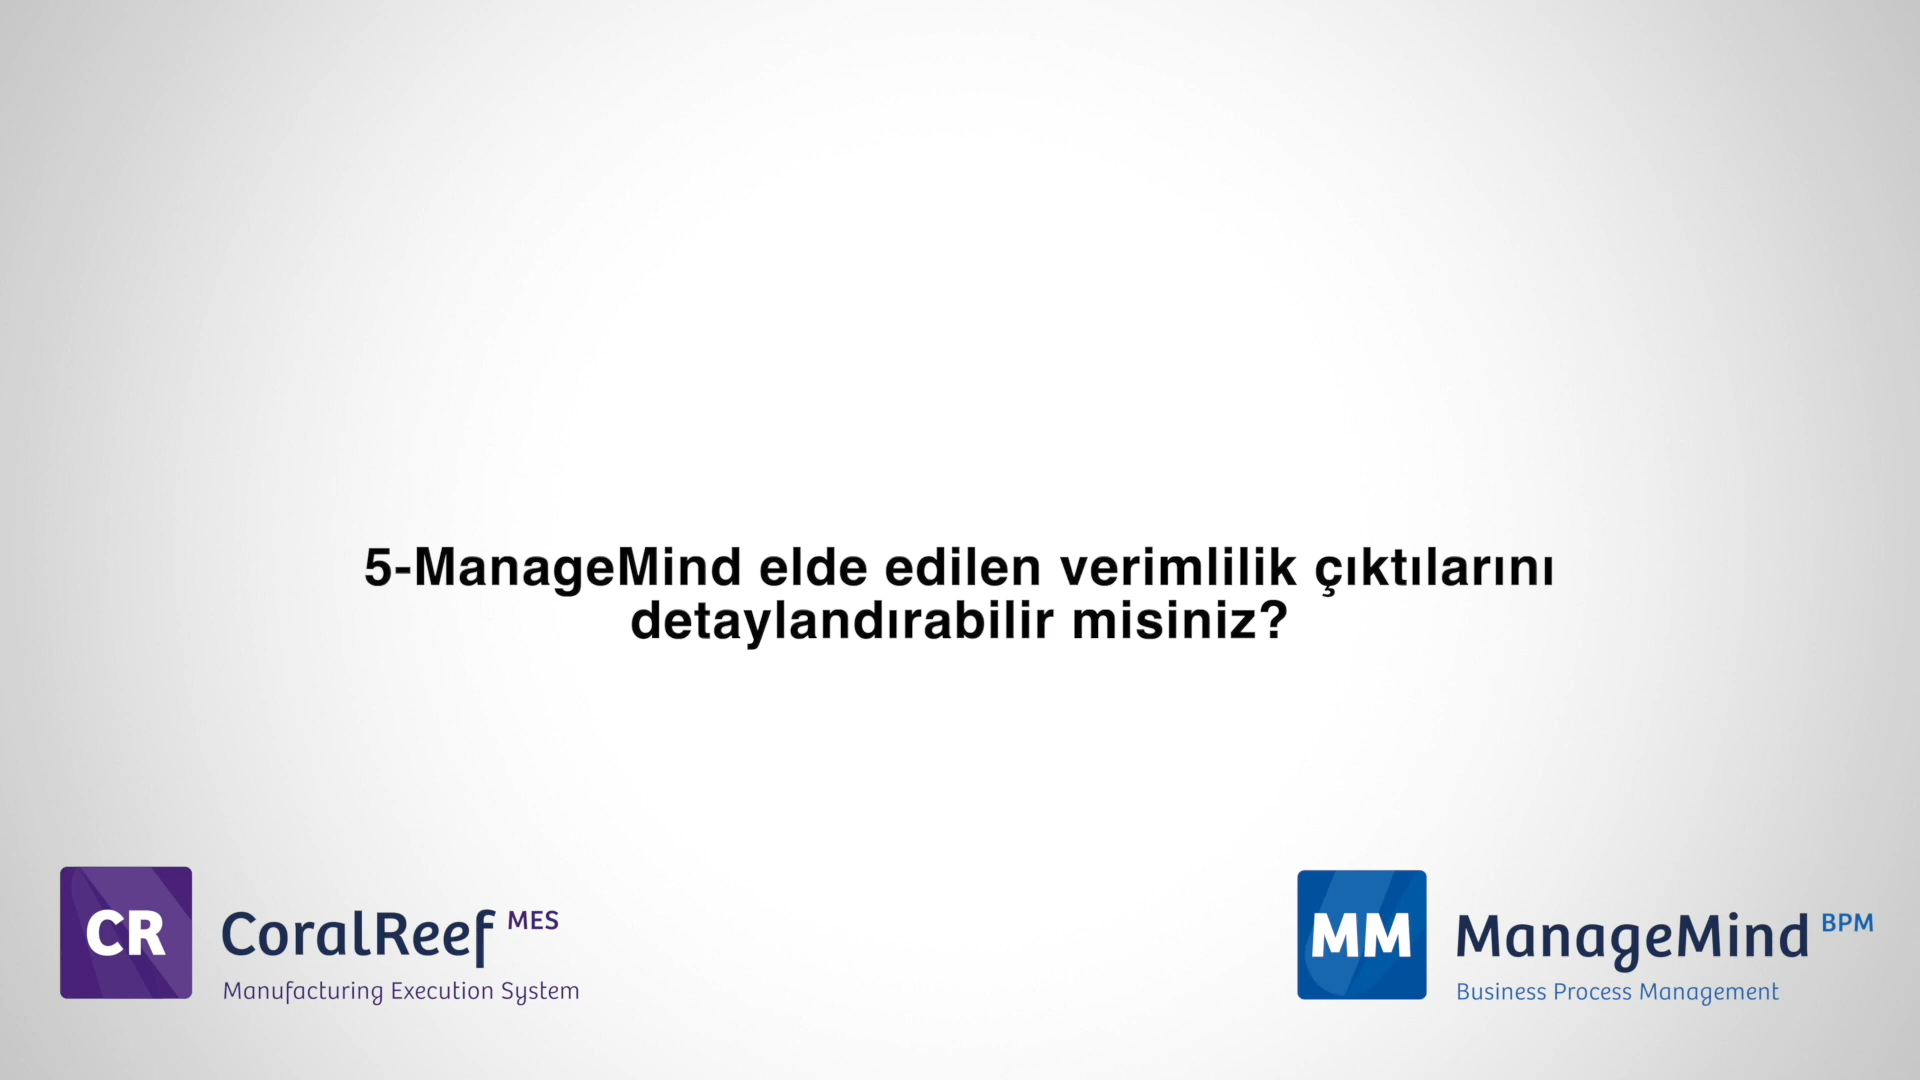 5-ManageMind elde edilen verimlilik çıktılarını
detaylandırabilir misiniz?
CR
CoralReef MES
Manufacturing Execution System
MM
ManageMind BPM
Business Process Management